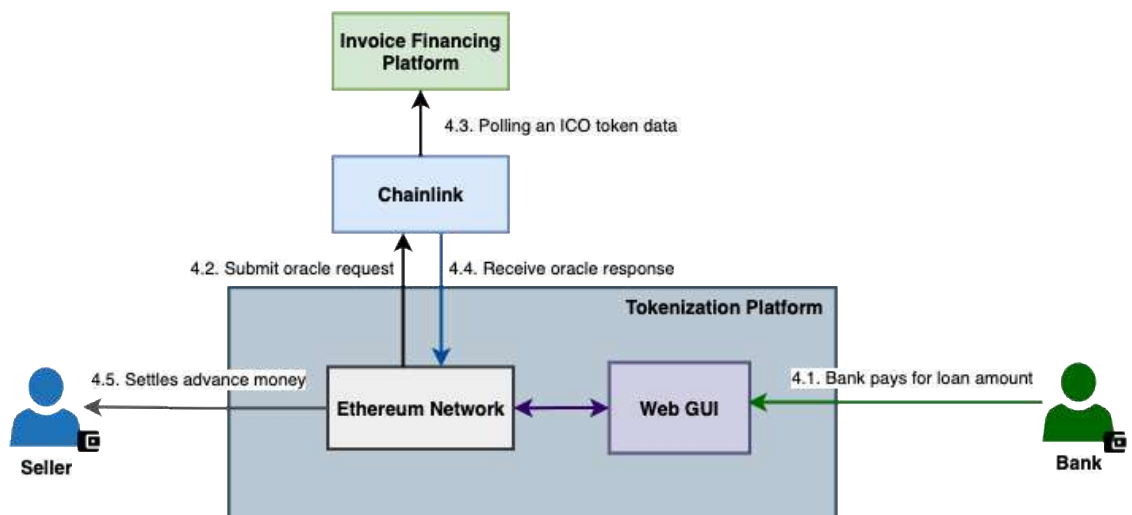 Invoice Financing
Platform
4.3. Polling an ICO token data
Chainlink
4.2. Submit oracle request
4.4. Receive oracle response
Tokenization Platform
4.5. Settles advance money
4.1. Bank pays for loan amount
Ethereum Network
Web GUI
Seller
Bank